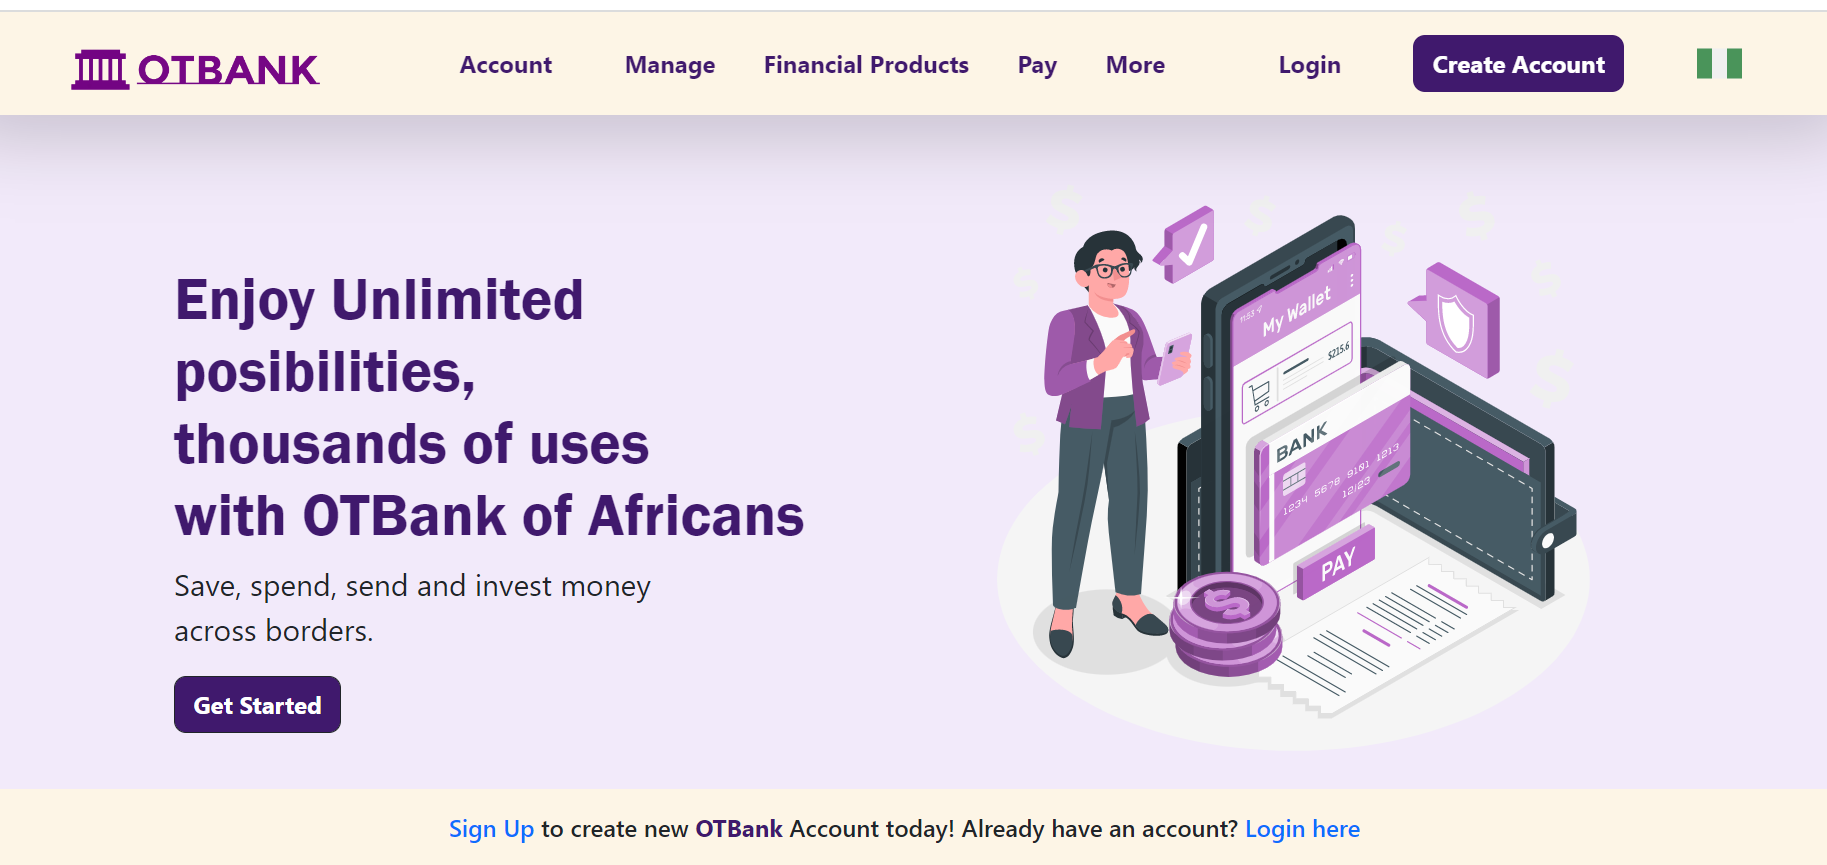 OTBANK
Account Manage Financial Products Pay More Login Create Account
Enjoy Unlimited
posibilities,
thousands of uses
with OTBank of Africans
Save, spend, send and invest money
across borders.
Get Started
11:53
My Wallet
$215,6
BANK
1234 5678 9101 1213
12/23
PAY
Sign Up to create new OTBank Account today! Already have an account? Login here